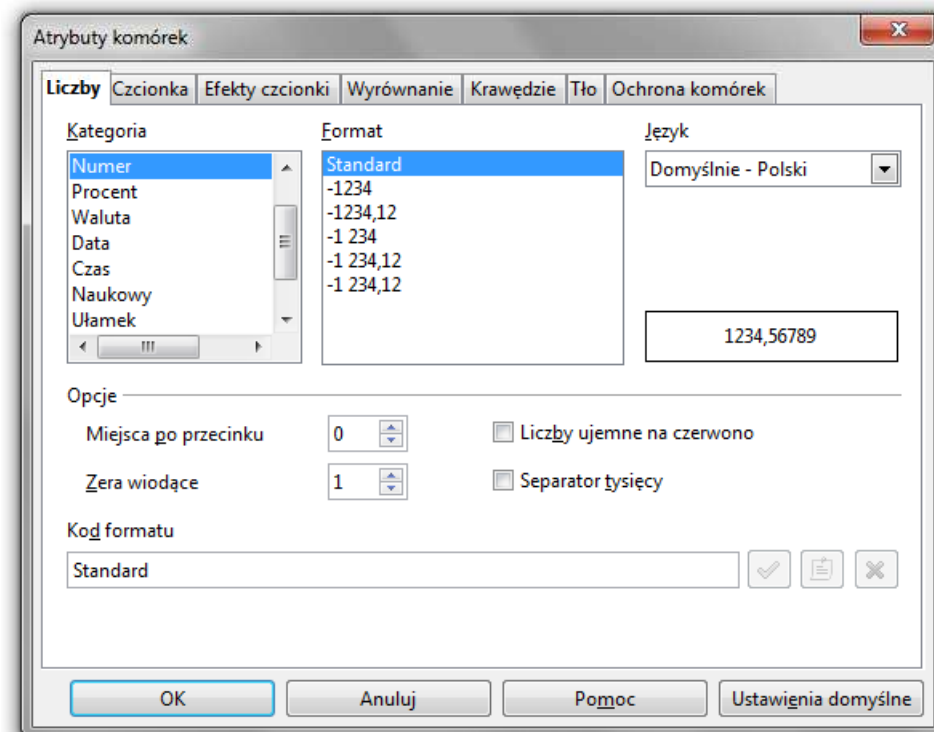 Atrybuty komórek
Liczby Czcionka Efekty czcionki Wyrównanie Krawędzie Tło Ochrona komórek
Kategoria
Numer
Procent
Waluta
Data
Czas
Naukowy
Ułamek
Format
Standard
-1234
-1234,12
-1 234
-1 234,12
-1 234,12
Język
Domyślnie - Polski
1234,56789
Opcje
Miejsca po przecinku 0
Liczby ujemne na czerwono
Zera wiodące 1
Separator tysięcy
Kod formatu
Standard
OK Anuluj Pomoc Ustawienia domyślne